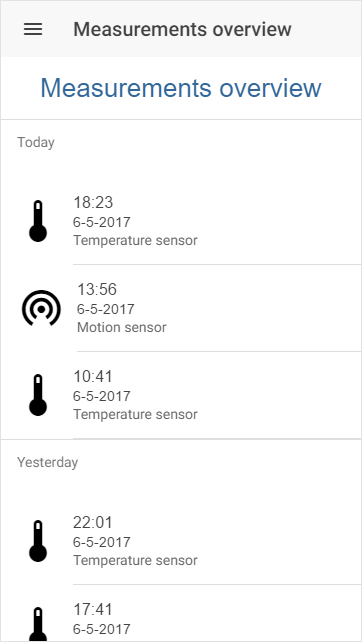 Measurements overview
Measurements overview
Today
18:23
6-5-2017
Temperature sensor
13:56
6-5-2017
Motion sensor
10:41
6-5-2017
Temperature sensor
Yesterday
22:01
6-5-2017
Temperature sensor
17:41
6-5-2017